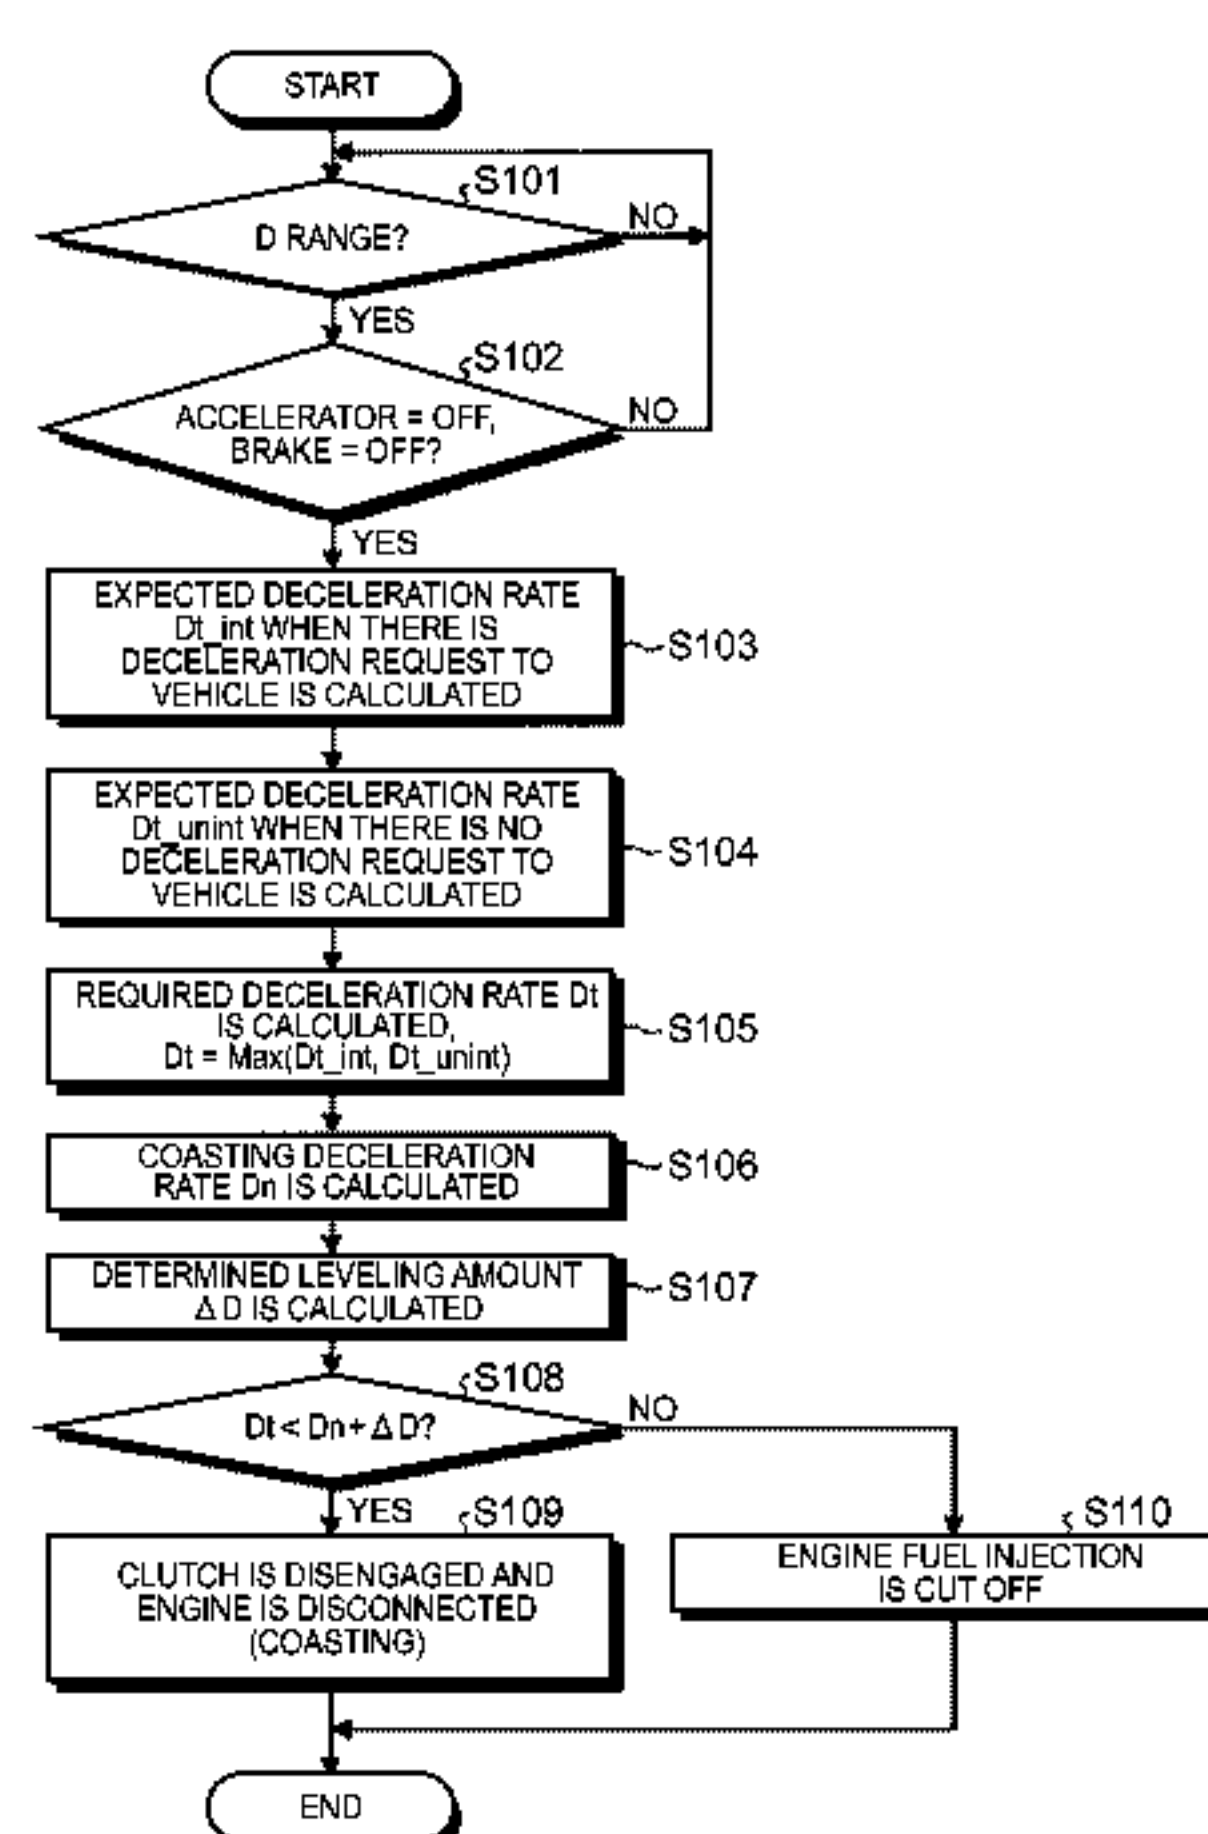 START
S101
D RANGE?
NO
YES
S102
ACCELERATOR = OFF,
BRAKE = OFF?
NO
YES
EXPECTED DECELERATION RATE
Dt_int WHEN THERE IS
DECELERATION REQUEST TO
VEHICLE IS CALCULATED
S103
EXPECTED DECELERATION RATE
Dt_unint WHEN THERE IS NO
DECELERATION REQUEST TO
VEHICLE IS CALCULATED
S104
REQUIRED DECELERATION RATE Dt
IS CALCULATED,
Dt = Max(Dt_int, Dt_unint)
S105
COASTING DECELERATION
RATE Dn IS CALCULATED
S106
DETERMINED LEVELING AMOUNT
Δ D IS CALCULATED
S107
S108
Dt < Dn + Δ D?
NO
YES
S109
CLUTCH IS DISENGAGED AND
ENGINE IS DISCONNECTED
(COASTING)
S110
ENGINE FUEL INJECTION
IS CUT OFF
END